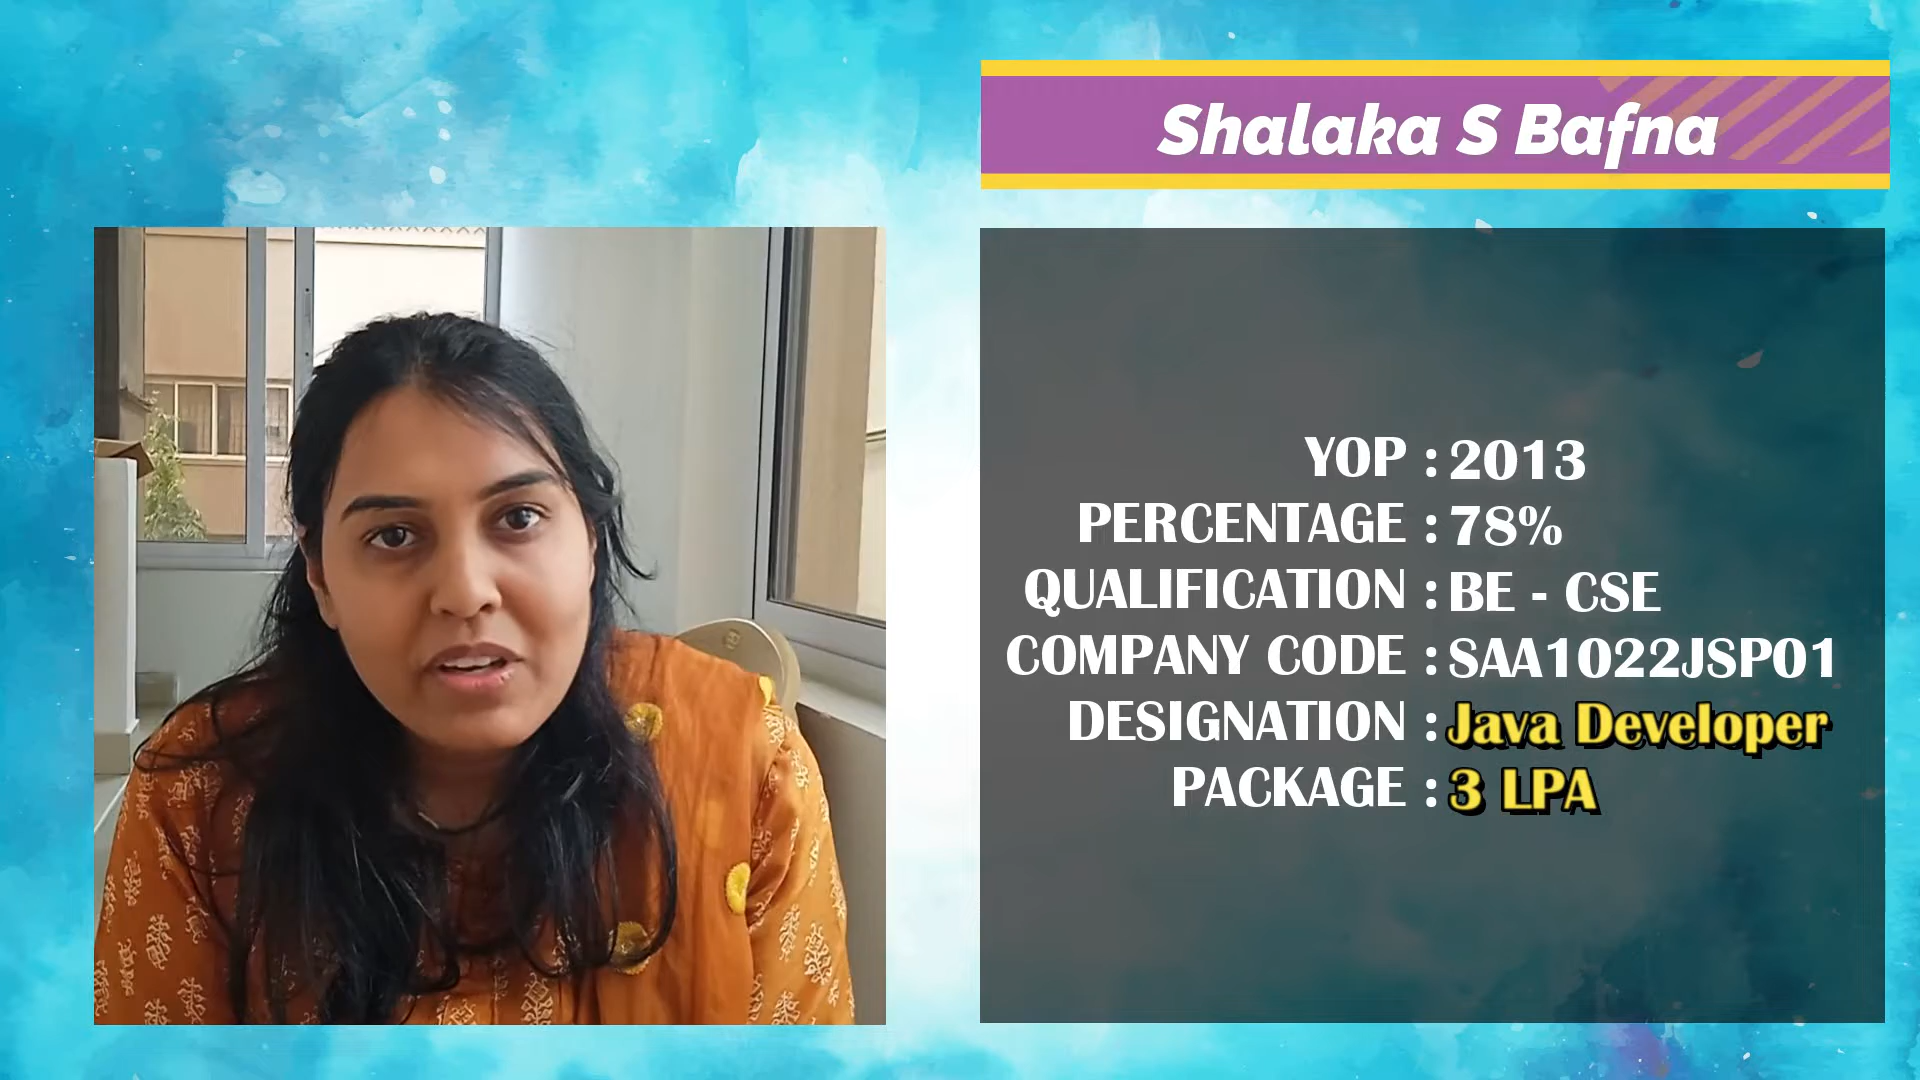 Shalaka S Bafna
YOP : 2013
PERCENTAGE : 78%
QUALIFICATION : BE - CSE
COMPANY CODE : SAA1022JSP01
DESIGNATION : Java Developer
PACKAGE : 3 LPA